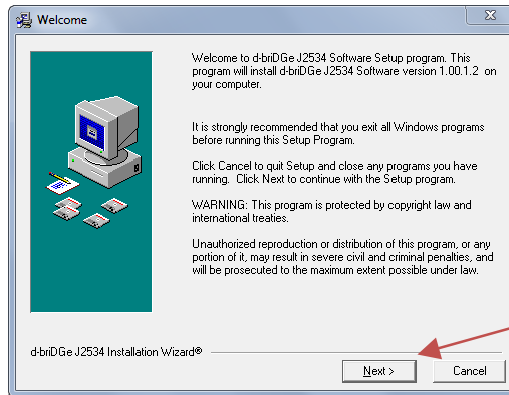 Welcome
Welcome to d-briDGe J2534 Software Setup program. This
program will install d-briDGe J2534 Software version 1.00.1.2 on
your computer.
It is strongly recommended that you exit all Windows programs
before running this Setup Program.
Click Cancel to quit Setup and close any programs you have
running. Click Next to continue with the Setup program.
WARNING: This program is protected by copyright law and
international treaties.
Unauthorized reproduction or distribution of this program, or any
portion of it, may result in severe civil and criminal penalties, and
will be prosecuted to the maximum extent possible under law.
d-briDGe J2534 Installation Wizard®
Next >
Cancel